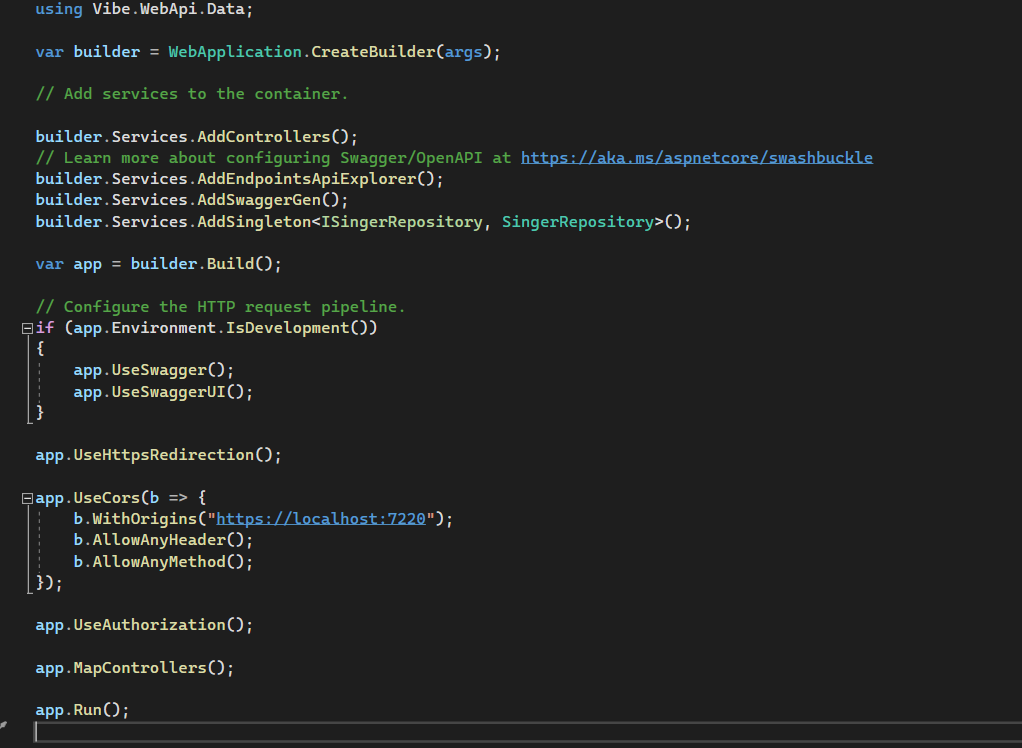 using Vibe.WebApi.Data;
var builder = WebApplication.CreateBuilder(args);
// Add services to the container.
builder.Services.AddControllers();
// Learn more about configuring Swagger/OpenAPI at https://aka.ms/aspnetcore/swashbuckle
builder.Services.AddEndpointsApiExplorer();
builder.Services.AddSwaggerGen();
builder.Services.AddSingleton<ISingerRepository, SingerRepository>();
var app = builder.Build();
// Configure the HTTP request pipeline.
if (app.Environment.IsDevelopment())
{
    app.UseSwagger();
    app.UseSwaggerUI();
}
app.UseHttpsRedirection();
app.UseCors(b => {
    b.WithOrigins("https://localhost:7220");
    b.AllowAnyHeader();
    b.AllowAnyMethod();
});
app.UseAuthorization();
app.MapControllers();
app.Run();